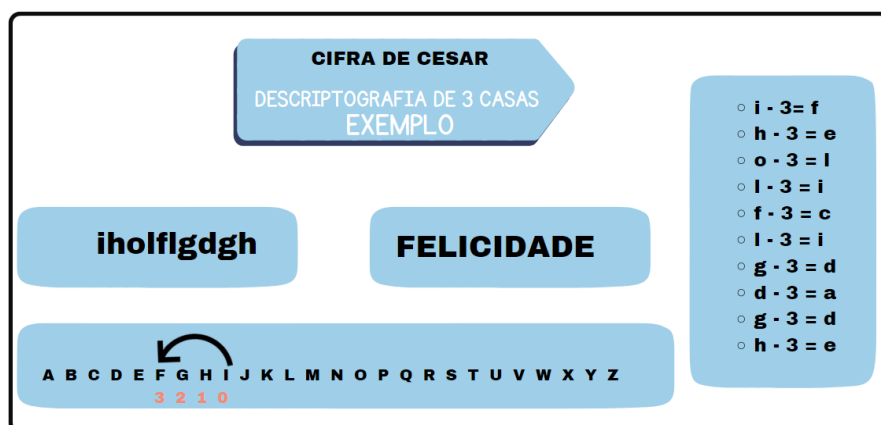 CIFRA DE CESAR
DESCRIPTOGRAFIA DE 3 CASAS
EXEMPLO
iholflgdgh
FELICIDADE
A B C D E F G H I J K L M N O P Q R S T U V W X Y Z
3 2 1 0
○ i - 3= f
○ h - 3 = e
○ o - 3 = l
○ l - 3 = i
○ f - 3 = c
○ l - 3 = i
○ g - 3 = d
○ d - 3 = a
○ g - 3 = d
○ h - 3 = e